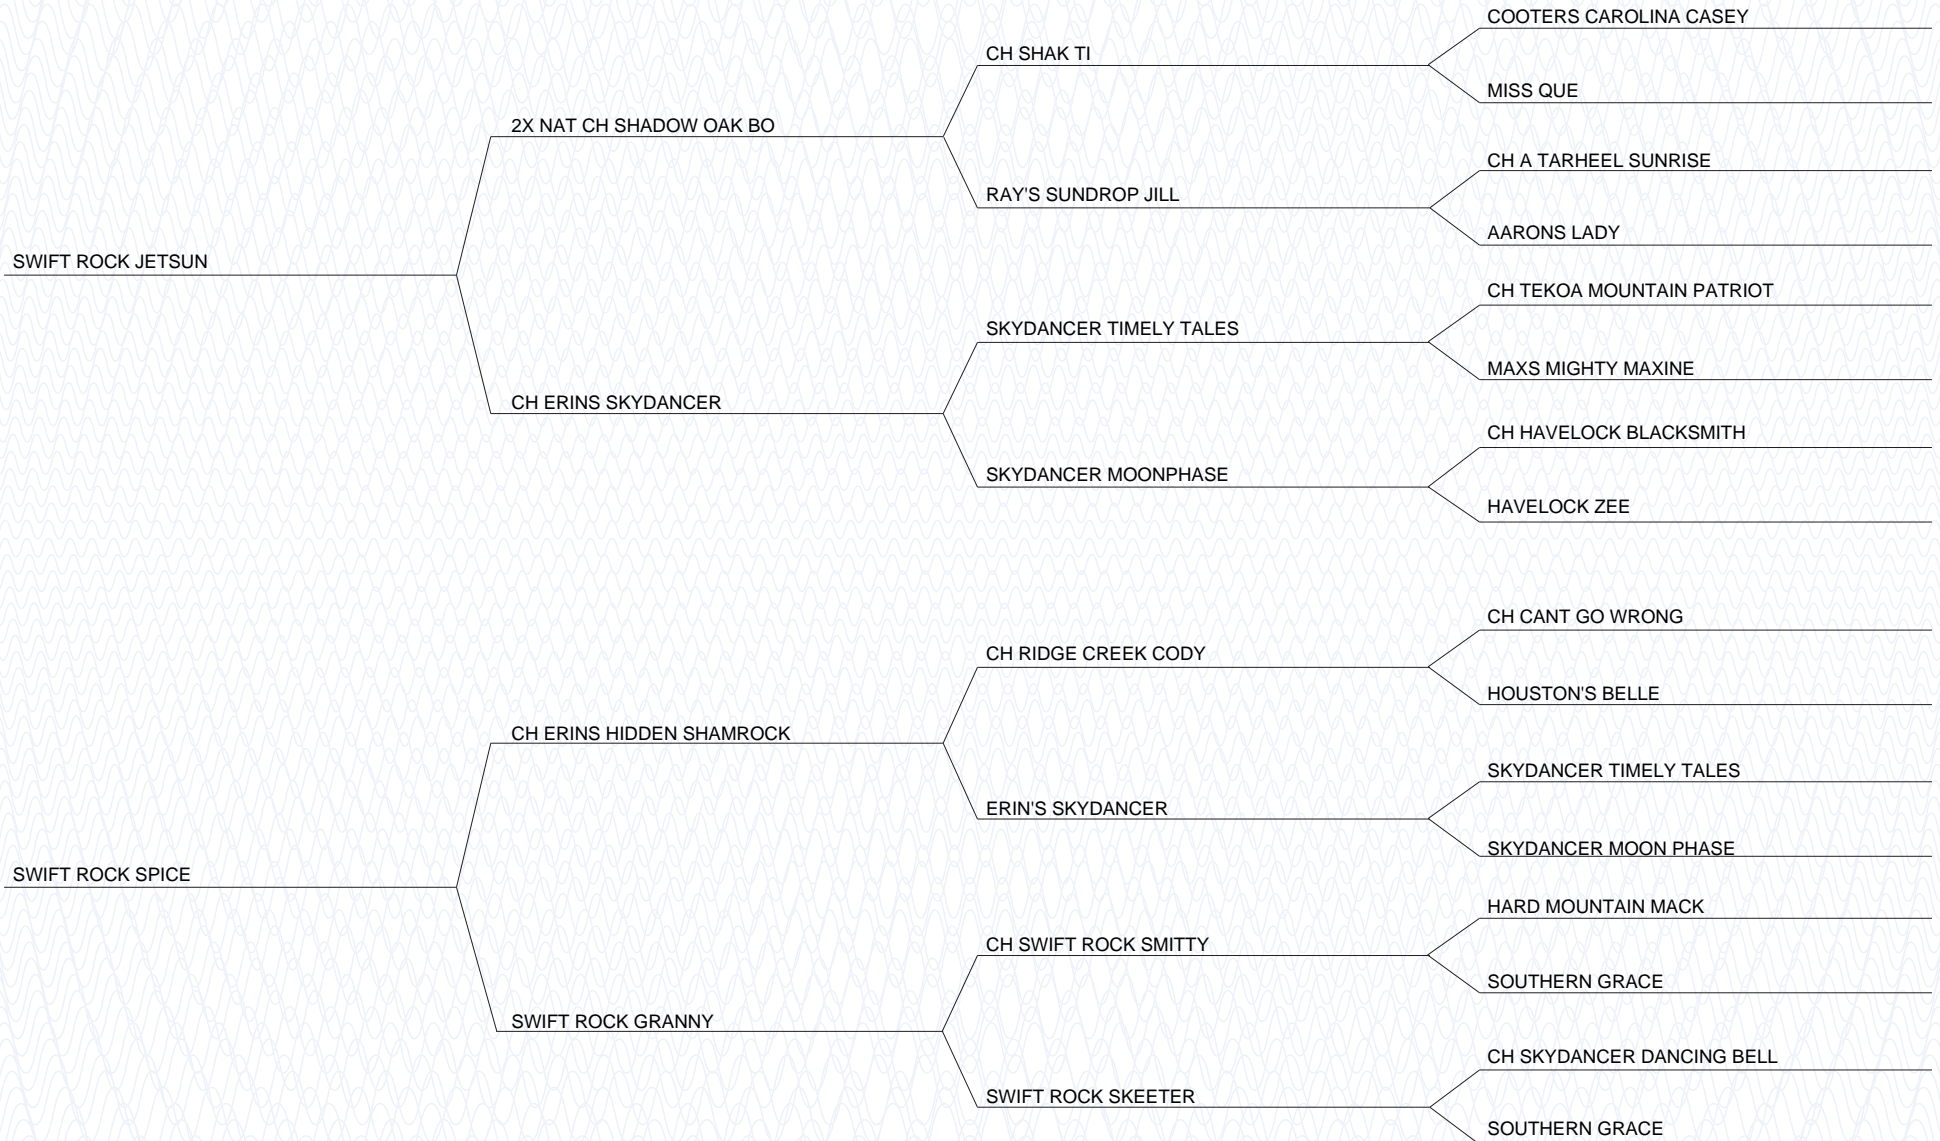 COOTERS CAROLINA CASEY
CH SHAK TI
MISS QUE
2X NAT CH SHADOW OAK BO
CH A TARHEEL SUNRISE
RAY'S SUNDROP JILL
AARONS LADY
SWIFT ROCK JETSUN
CH TEKOA MOUNTAIN PATRIOT
SKYDANCER TIMELY TALES
MAXS MIGHTY MAXINE
CH ERINS SKYDANCER
CH HAVELOCK BLACKSMITH
SKYDANCER MOONPHASE
HAVELOCK ZEE
CH CANT GO WRONG
CH RIDGE CREEK CODY
HOUSTON'S BELLE
CH ERINS HIDDEN SHAMROCK
SKYDANCER TIMELY TALES
ERIN'S SKYDANCER
SKYDANCER MOON PHASE
SWIFT ROCK SPICE
HARD MOUNTAIN MACK
CH SWIFT ROCK SMITTY
SOUTHERN GRACE
SWIFT ROCK GRANNY
CH SKYDANCER DANCING BELL
SWIFT ROCK SKEETER
SOUTHERN GRACE